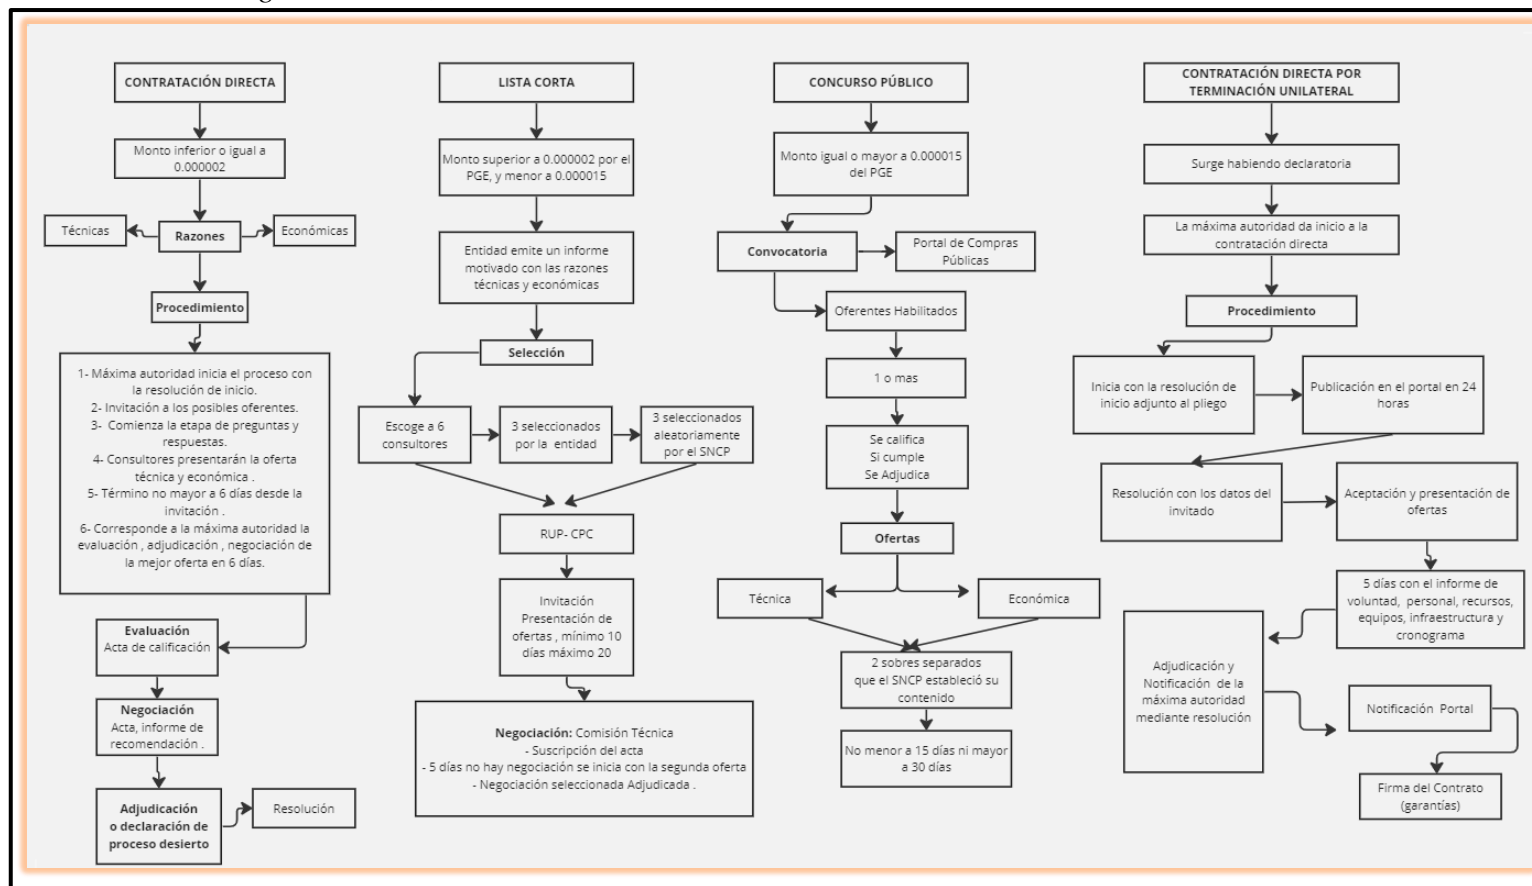 CONTRATACIÓN DIRECTA
Monto inferior o igual a
0.000002
Técnicas
Razones
Económicas
Procedimiento
1- Máxima autoridad inicia el proceso con
la resolución de inicio.
2- Invitación a los posibles oferentes.
3- Comienza la etapa de preguntas y
respuestas.
4- Consultores presentarán la oferta
técnica y económica .
5- Término no mayor a 6 días desde la
invitación .
6- Corresponde a la máxima autoridad la
evaluación , adjudicación , negociación de
la mejor oferta en 6 días.
Evaluación
Acta de calificación
Negociación
Acta, informe de
recomendación .
Adjudicación
o declaración de
proceso desierto
Resolución
LISTA CORTA
Monto superior a 0.000002 por el
PGE, y menor a 0.000015
Entidad emite un informe
motivado con las razones
técnicas y económicas
Selección
Escoge a 6
consultores
3 seleccionados
por la entidad
3 seleccionados
aleatoriamente
por el SNCP
RUP- CPC
Invitación
Presentación de
ofertas , mínimo 10
días máximo 20
Negociación: Comisión Técnica
- Suscripción del acta
- 5 días no hay negociación se inicia con la segunda oferta
- Negociación seleccionada Adjudicada .
CONCURSO PÚBLICO
Monto igual o mayor a 0.000015
del PGE
Convocatoria
Portal de Compras
Públicas
Oferentes Habilitados
1 o mas
Se califica
Si cumple
Se Adjudica
Ofertas
Técnica
Económica
2 sobres separados
que el SNCP estableció su
contenido
No menor a 15 días ni mayor
a 30 días
CONTRATACIÓN DIRECTA POR
TERMINACIÓN UNILATERAL
Surge habiendo declaratoria
La máxima autoridad da inicio a la
contratación directa
Procedimiento
Inicia con la resolución de
inicio adjunto al pliego
Publicación en el portal en 24
horas
Resolución con los datos del
invitado
Aceptación y presentación de
ofertas
5 días con el informe de
voluntad, personal, recursos,
equipos, infraestructura y
cronograma
Adjudicación y
Notificación de la
máxima autoridad
mediante resolución
Notificación Portal
Firma del Contrato
(garantías)